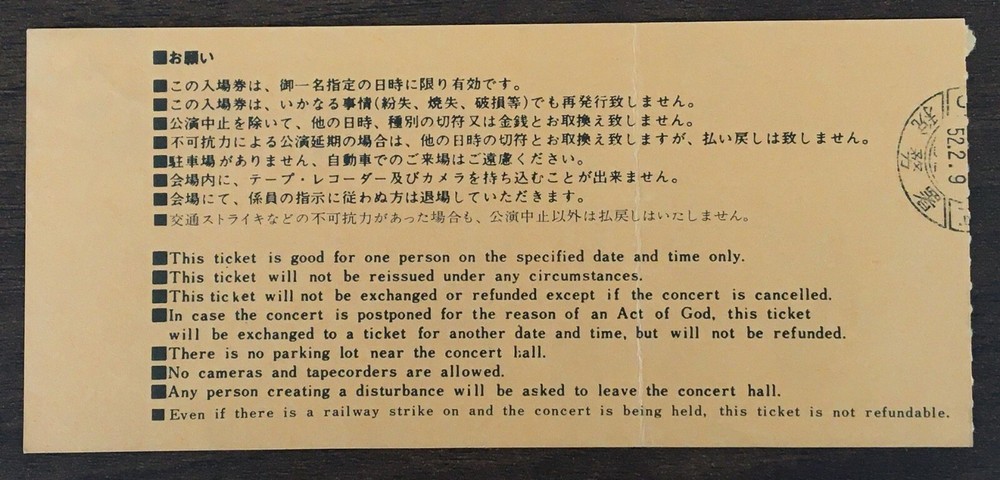 ■お願い
■この入場券は、御一名指定の日時に限り有効です。
■この入場券は、いかなる事情(紛失、焼失、破損等)でも再発行致しません。
■公演中止を除いて、他の日時、種別の切符又は金銭とお取換え致しません。
■不可抗力による公演延期の場合は、他の日時の切符とお取換え致しますが、払い戻しは致しません。
■駐車場がありません、自動車でのご来場はご遠慮ください。
■会場内に、テープ・レコーダー及びカメラを持ち込むことが出来ません。
■会場にて、係員の指示に従わぬ方は退場していただきます。
■交通ストライキなどの不可抗力があった場合も、公演中止以外は払戻しはいたしません。
■This ticket is good for one person on the specified date and time only.
■This ticket will not be reissued under any circumstances.
■This ticket will not be exchanged or refunded except if the concert is cancelled.
■In case the concert is postponed for the reason of an Act of God, this ticket
will be exchanged to a ticket for another date and time, but will not be refunded.
■There is no parking lot near the concert hall.
■No cameras and tapecorders are allowed.
■Any person creating a disturbance will be asked to leave the concert hall.
■Even if there is a railway strike on and the concert is being held, this ticket is not refundable.
52.2.9